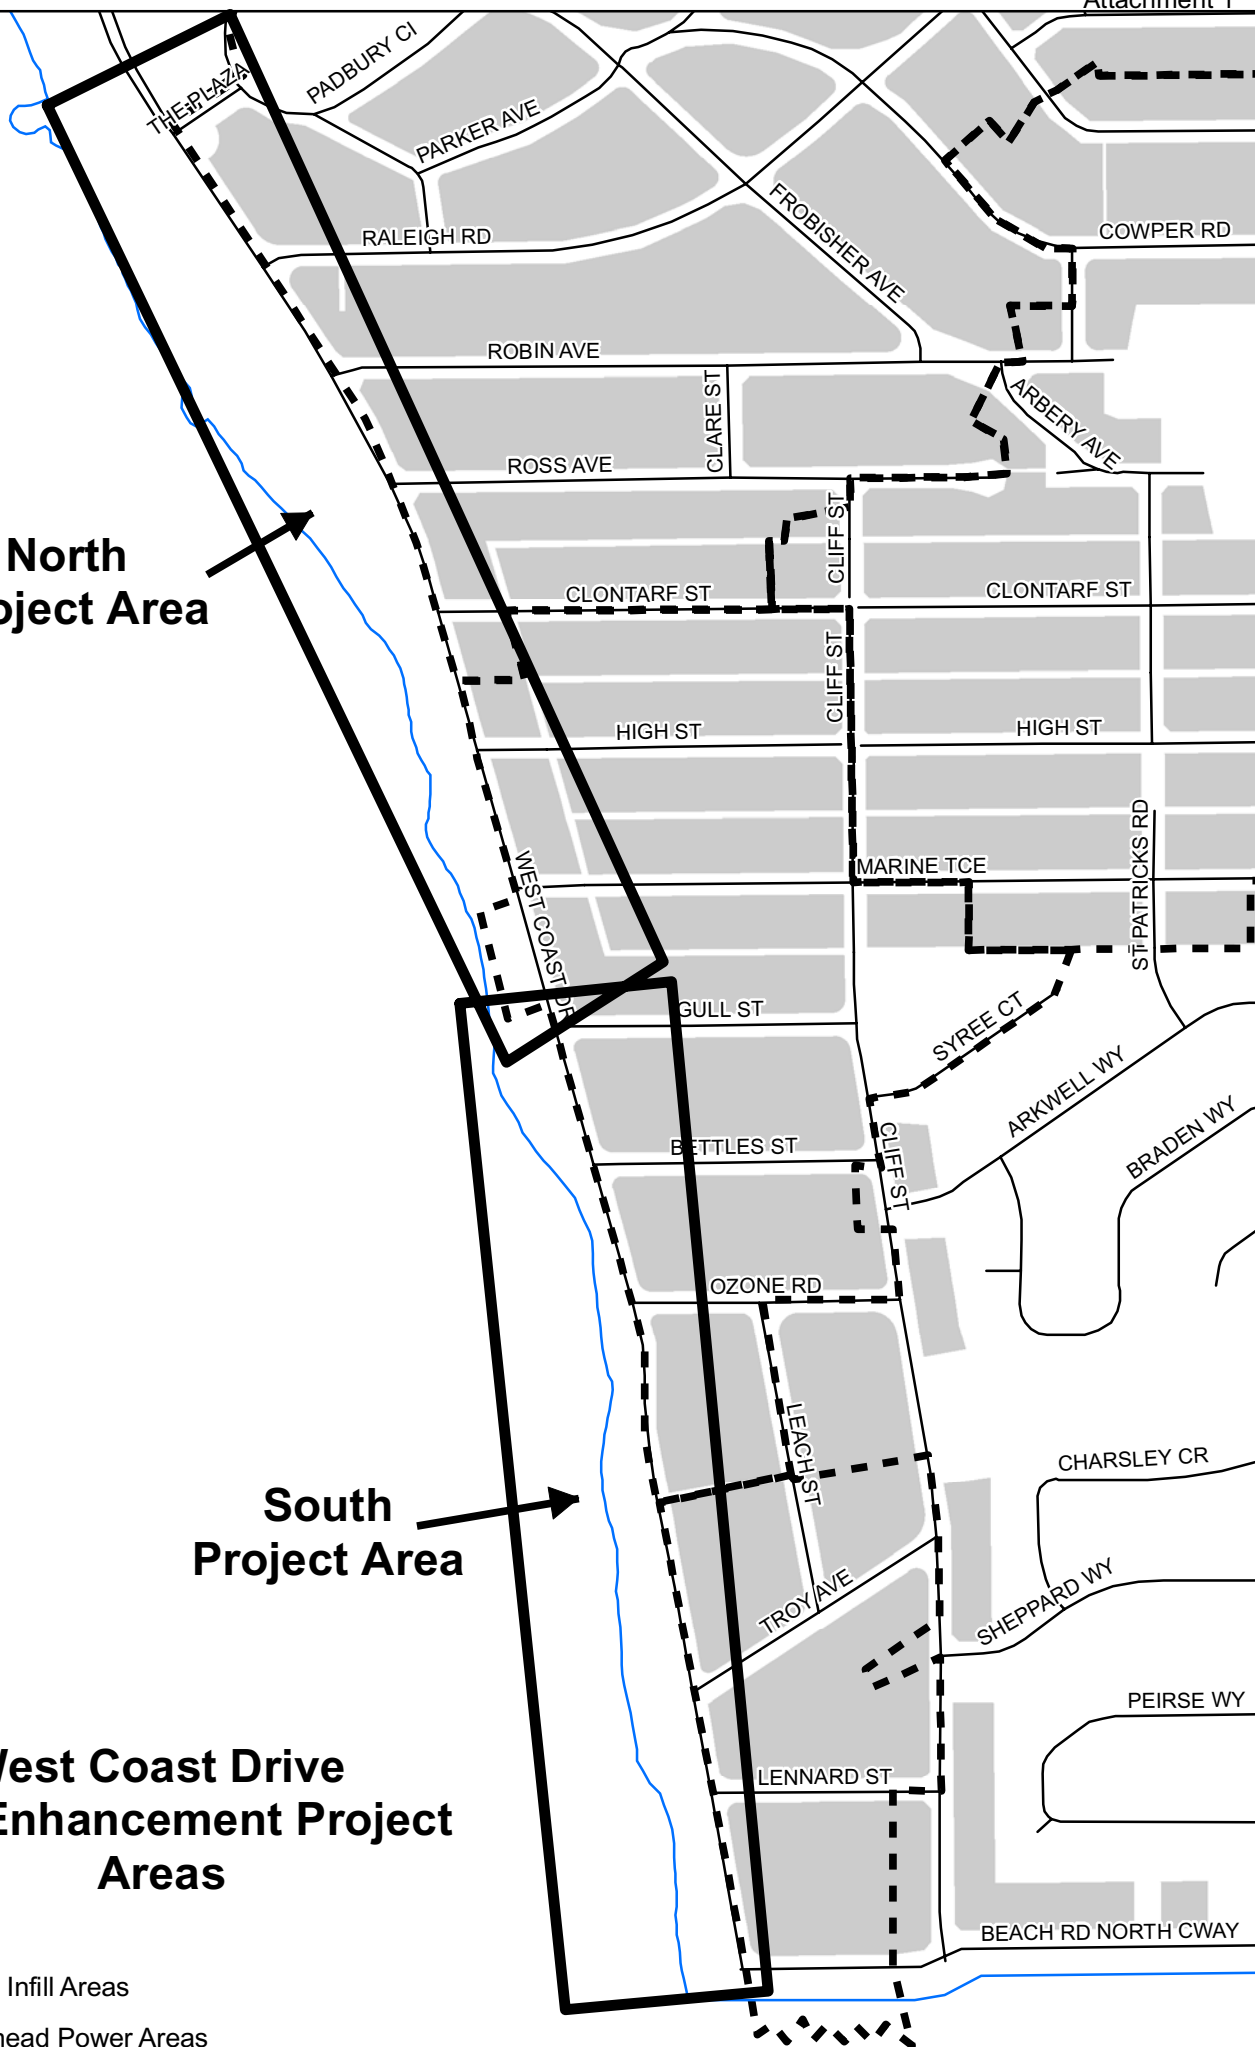 Attachment 1
PADBURY CI
THE PLAZA
PARKER AVE
FROBISHER AVE
RALEIGH RD
COWPER RD
ROBIN AVE
CLARE ST
ARBERY AVE
ROSS AVE
CLIFF ST
North
oject Area
CLONTARF ST
CLONTARF ST
CLIFF ST
HIGH ST
HIGH ST
ST PATRICKS RD
WEST COAST DR
MARINE TCE
GULL ST
SYREE CT
ARKWELL WY
BRADEN WY
BETTLES ST
CLIFF ST
OZONE RD
LEACH ST
CHARSLEY CR
South
Project Area
TROY AVE
SHEPPARD WY
PEIRSE WY
West Coast Drive
Enhancement Project
Areas
LENNARD ST
BEACH RD NORTH CWAY
Infill Areas
head Power Areas